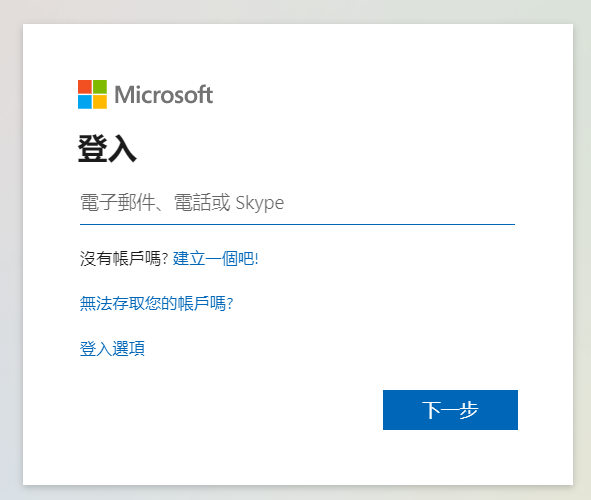 Microsoft
登入
電子郵件、電話或 Skype
沒有帳戶嗎? 建立一個吧!
無法存取您的帳戶嗎?
登入選項
下一步